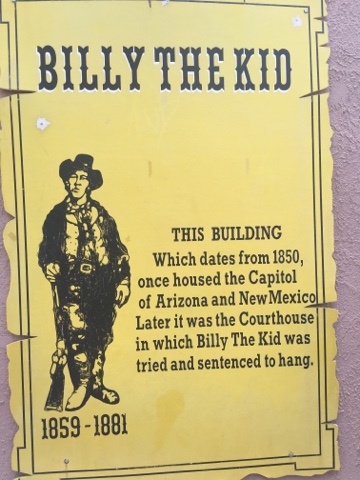 BILLY THE KID
THIS BUILDING
Which dates from 1850,
once housed the Capitol
of Arizona and New Mexico
Later it was the Courthouse
in which Billy The Kid was
tried and sentenced to hang.
1859-1881